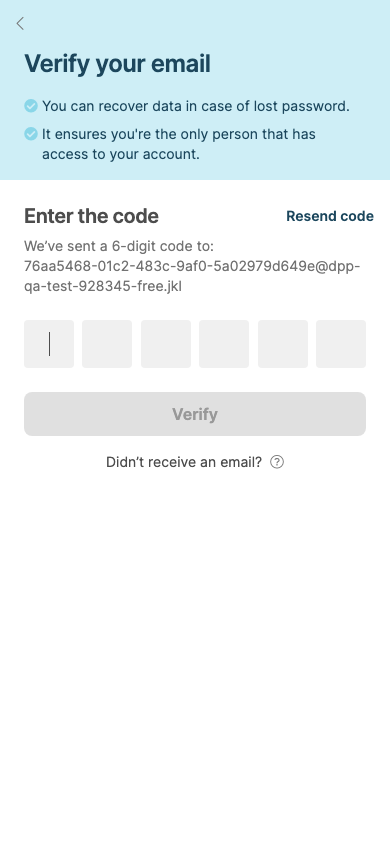 Verify your email
You can recover data in case of lost password.
It ensures you're the only person that has
access to your account.
Enter the code
Resend code
We’ve sent a 6-digit code to:
76aa5468-01c2-483c-9af0-5a02979d649e@dpp-
qa-test-928345-free.jkl
Verify
Didn’t receive an email?